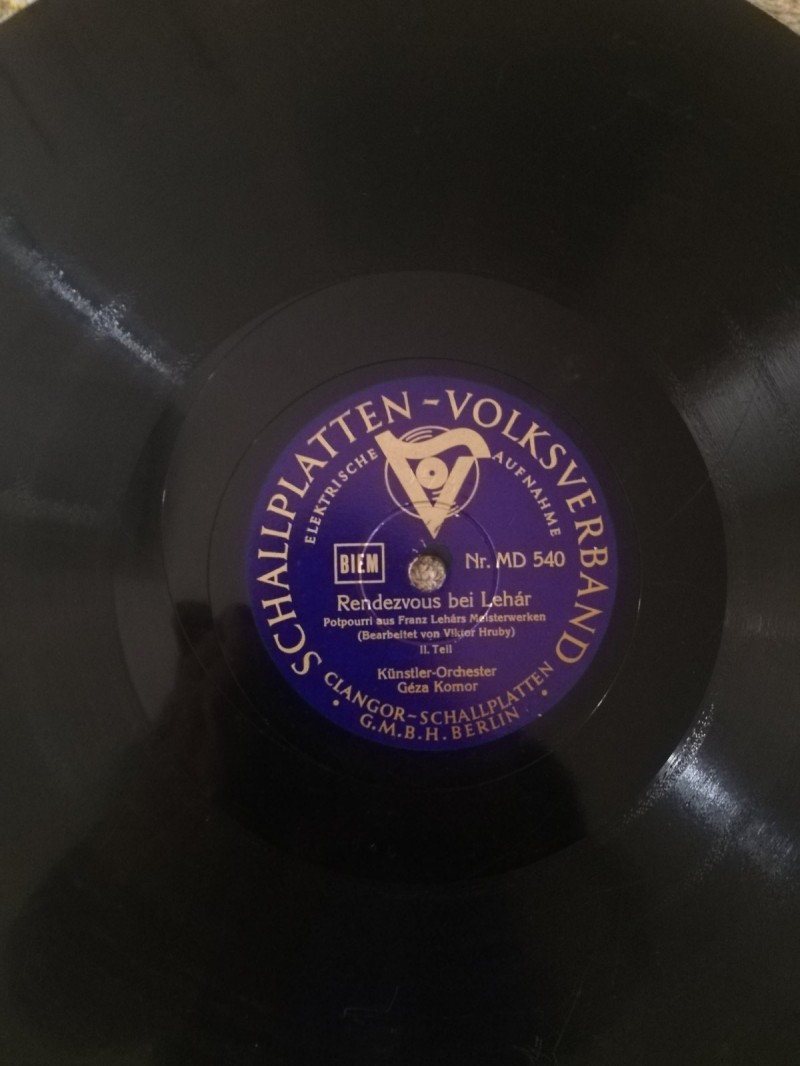 SCHALLPLATTEN-VOLKSVERBAND
ELEKTRISCHE AUFNAHME
BIEM
Nr. MD 540
Rendezvous bei Lehár
Potpourri aus Franz Lehárs Meisterwerken
(Bearbeitet von Viktor Hruby)
II. Teil
Künstler-Orchester
Géza Komor
CLANGOR-SCHALLPLATTEN
• G.M.B.H. BERLIN •